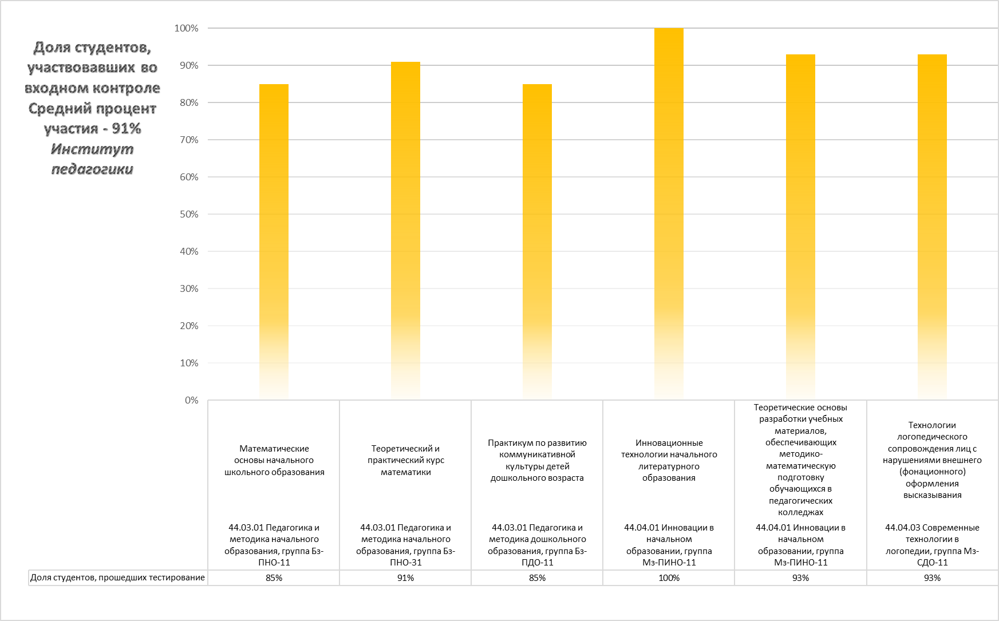 Доля студентов,
участвовавших во
входном контроле
Средний процент
участия - 91%
Институт
педагогики
100%
90%
80%
70%
60%
50%
40%
30%
20%
10%
0%
Математические
основы начального
школьного образования
Теоретический и
практический курс
математики
Практикум по развитию
коммуникативной
культуры детей
дошкольного возраста
Инновационные
технологии начального
литературного
образования
Теоретические основы
разработки учебных
материалов,
обеспечивающих
методико-
математическую
подготовку
обучающихся в
педагогических
колледжах
Технологии
логопедического
сопровождения лиц с
нарушениями внешнего
(фонационного)
оформления
высказывания
44.03.01 Педагогика и
методика начального
образования, группа Бз-
ПНО-11
44.03.01 Педагогика и
методика начального
образования, группа Бз-
ПНО-31
44.03.01 Педагогика и
методика дошкольного
образования, группа Бз-
ПДО-11
44.04.01 Инновации в
начальном
образовании, группа
Мз-ПИНО-11
44.04.01 Инновации в
начальном
образовании, группа
Мз-ПИНО-11
44.04.03 Современные
технологии в
логопедии, группа Мз-
СДО-11
Доля студентов, прошедших тестирование
85%
91%
85%
100%
93%
93%